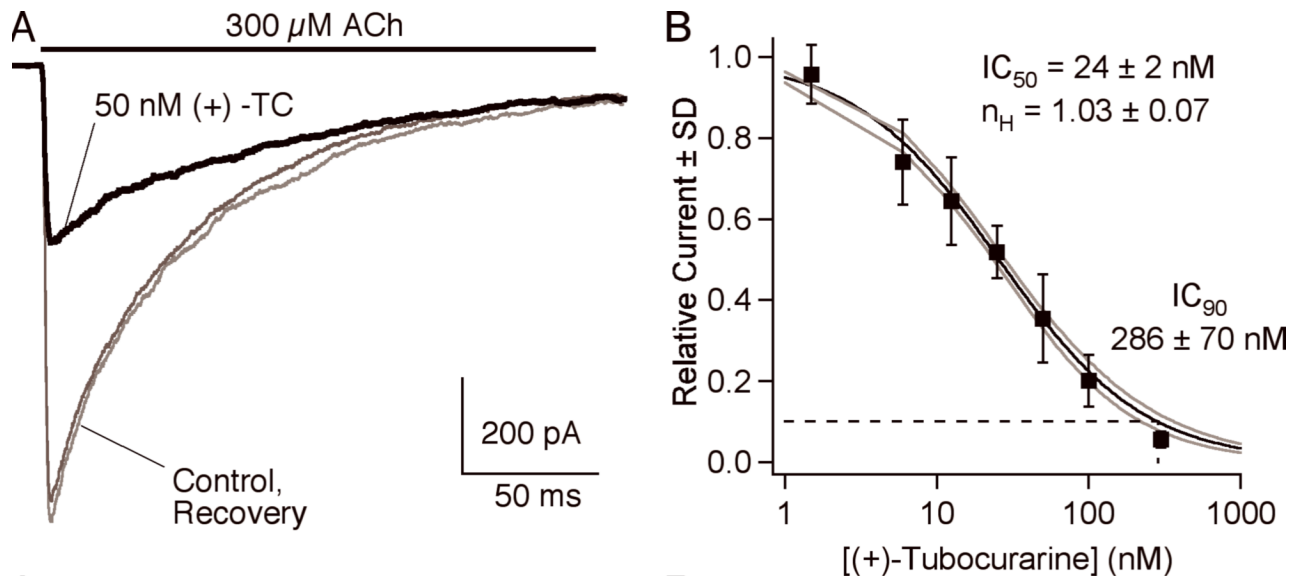 A
300 µM ACh
50 nM (+) -TC
Control,
Recovery
200 pA
50 ms
B
Relative Current ± SD
1.0
0.8
0.6
0.4
0.2
0.0
IC50 = 24 ± 2 nM
nH = 1.03 ± 0.07
IC90
286 ± 70 nM
1 10 100 1000
[(+)-Tubocurarine] (nM)